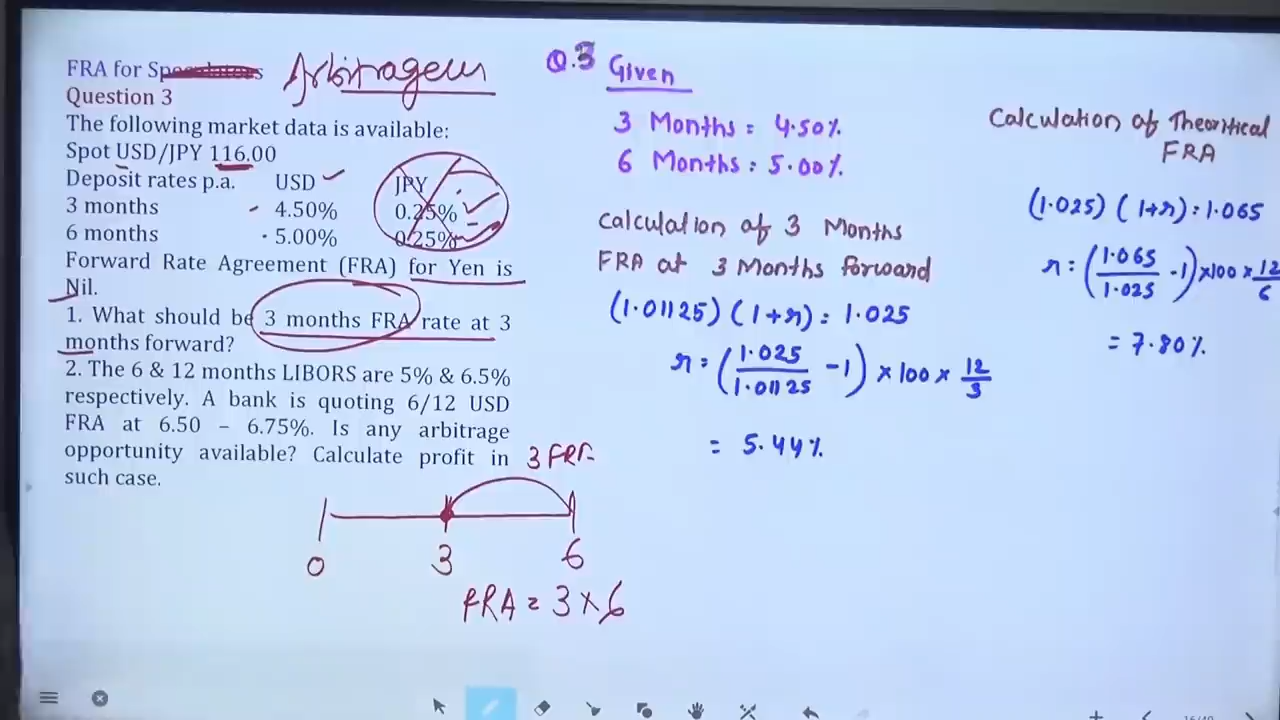 FRA for Sp
Arbitrageur
Question 3
The following market data is available:
Spot USD/JPY 116.00
Deposit rates p.a. USD JPY
3 months 4.50% 0.25%
6 months 5.00% 0.25%
Forward Rate Agreement (FRA) for Yen is
Nil.
1. What should be 3 months FRA rate at 3
months forward?
2. The 6 & 12 months LIBORS are 5% & 6.5%
respectively. A bank is quoting 6/12 USD
FRA at 6.50 – 6.75%. Is any arbitrage
opportunity available? Calculate profit in
such case.
3 FRA
0 3 6
FRA = 3 × 6
Q.3 Given
3 Months = 4.50%
6 Months = 5.00%
Calculation of 3 Months
FRA at 3 Months forward
(1.01125) (1+r) = 1.025
r = (1.025/1.01125 - 1) × 100 × 12/3
= 5.44%
Calculation of Theoritical
FRA
(1.025) (1+r) = 1.065
r = (1.065/1.025 - 1) × 100 × 12/6
= 7.80%